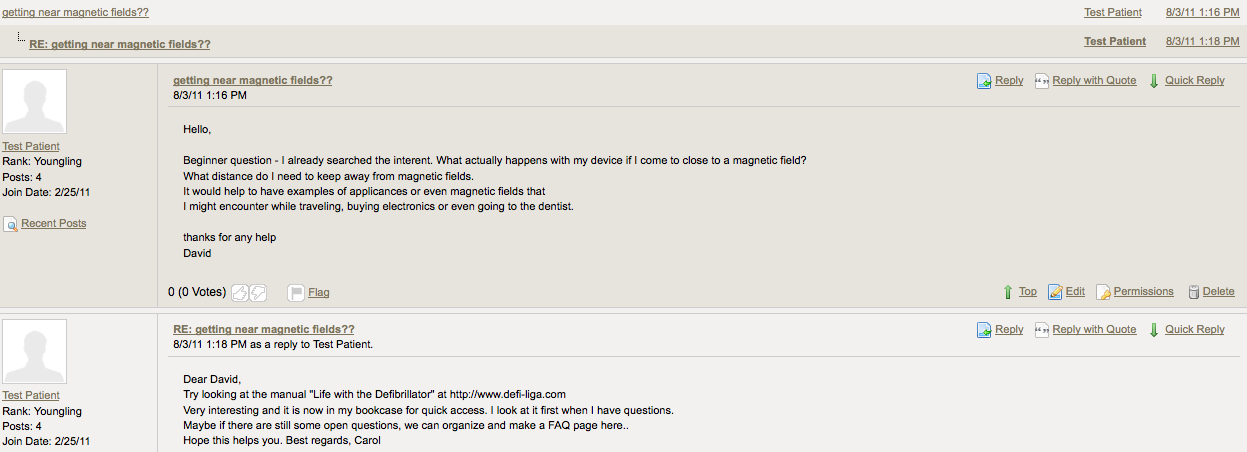 getting near magnetic fields?? Test Patient 8/3/11 1:16 PM
RE: getting near magnetic fields?? Test Patient 8/3/11 1:18 PM
getting near magnetic fields?? Reply Reply with Quote Quick Reply
8/3/11 1:16 PM
Hello,
Test Patient
Rank: Youngling
Posts: 4
Join Date: 2/25/11
Recent Posts
Beginner question - I already searched the interent. What actually happens with my device if I come to close to a magnetic field?
What distance do I need to keep away from magnetic fields.
It would help to have examples of applicances or even magnetic fields that
I might encounter while traveling, buying electronics or even going to the dentist.
thanks for any help
David
0 (0 Votes) Flag Top Edit Permissions Delete
RE: getting near magnetic fields?? Reply Reply with Quote Quick Reply
8/3/11 1:18 PM as a reply to Test Patient.
Test Patient
Rank: Youngling
Posts: 4
Join Date: 2/25/11
Dear David,
Try looking at the manual "Life with the Defibrillator" at http://www.defi-liga.com
Very interesting and it is now in my bookcase for quick access. I look at it first when I have questions.
Maybe if there are still some open questions, we can organize and make a FAQ page here..
Hope this helps you. Best regards, Carol